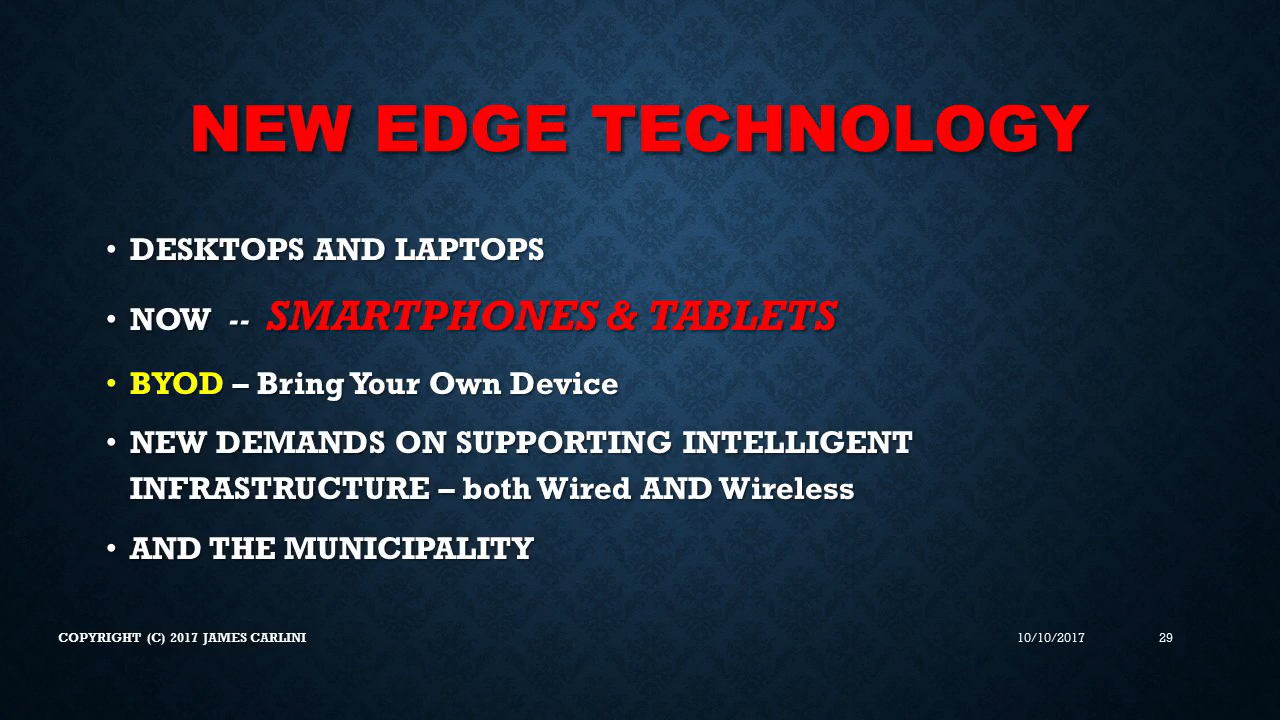 NEW EDGE TECHNOLOGY
• DESKTOPS AND LAPTOPS
• NOW -- SMARTPHONES & TABLETS
• BYOD – Bring Your Own Device
• NEW DEMANDS ON SUPPORTING INTELLIGENT
INFRASTRUCTURE – both Wired AND Wireless
• AND THE MUNICIPALITY
COPYRIGHT (C) 2017 JAMES CARLINI 10/10/2017 29